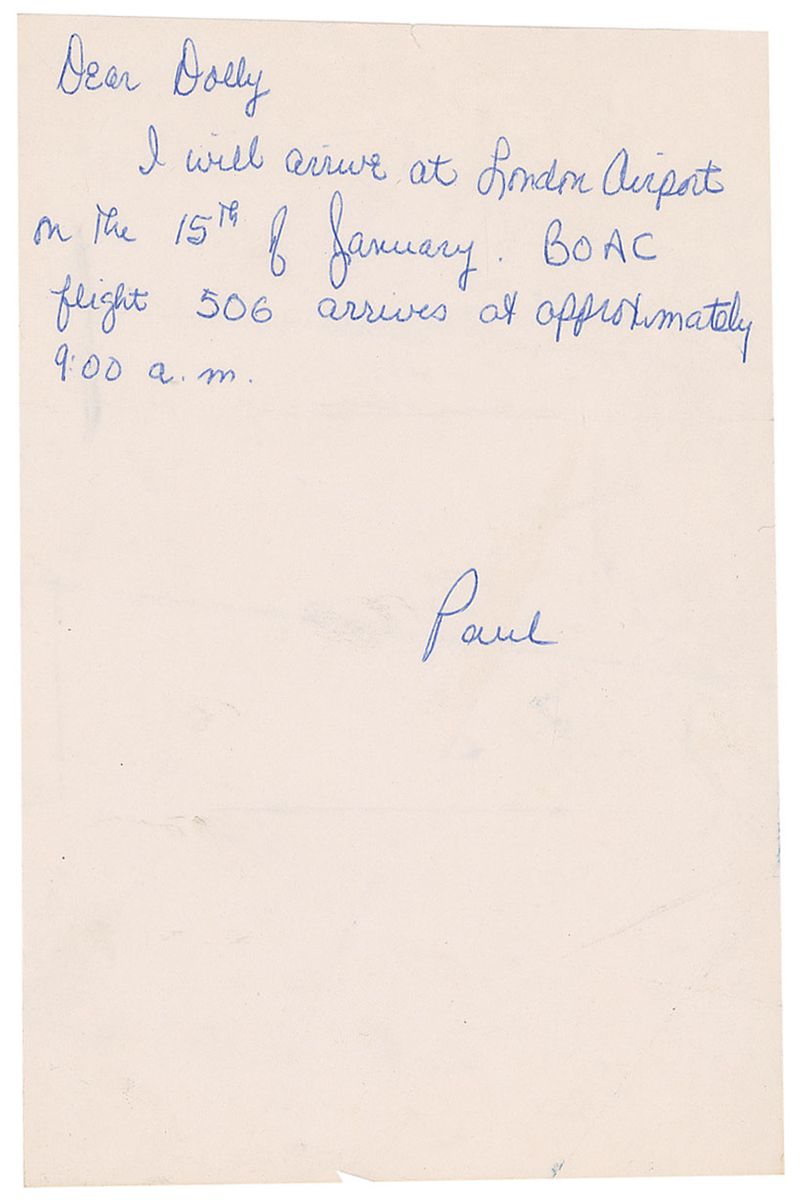 Dear Dolly
I will arrive at London Airport
on the 15th of January. BOAC
flight 506 arrives at approximately
9:00 a.m.
Paul